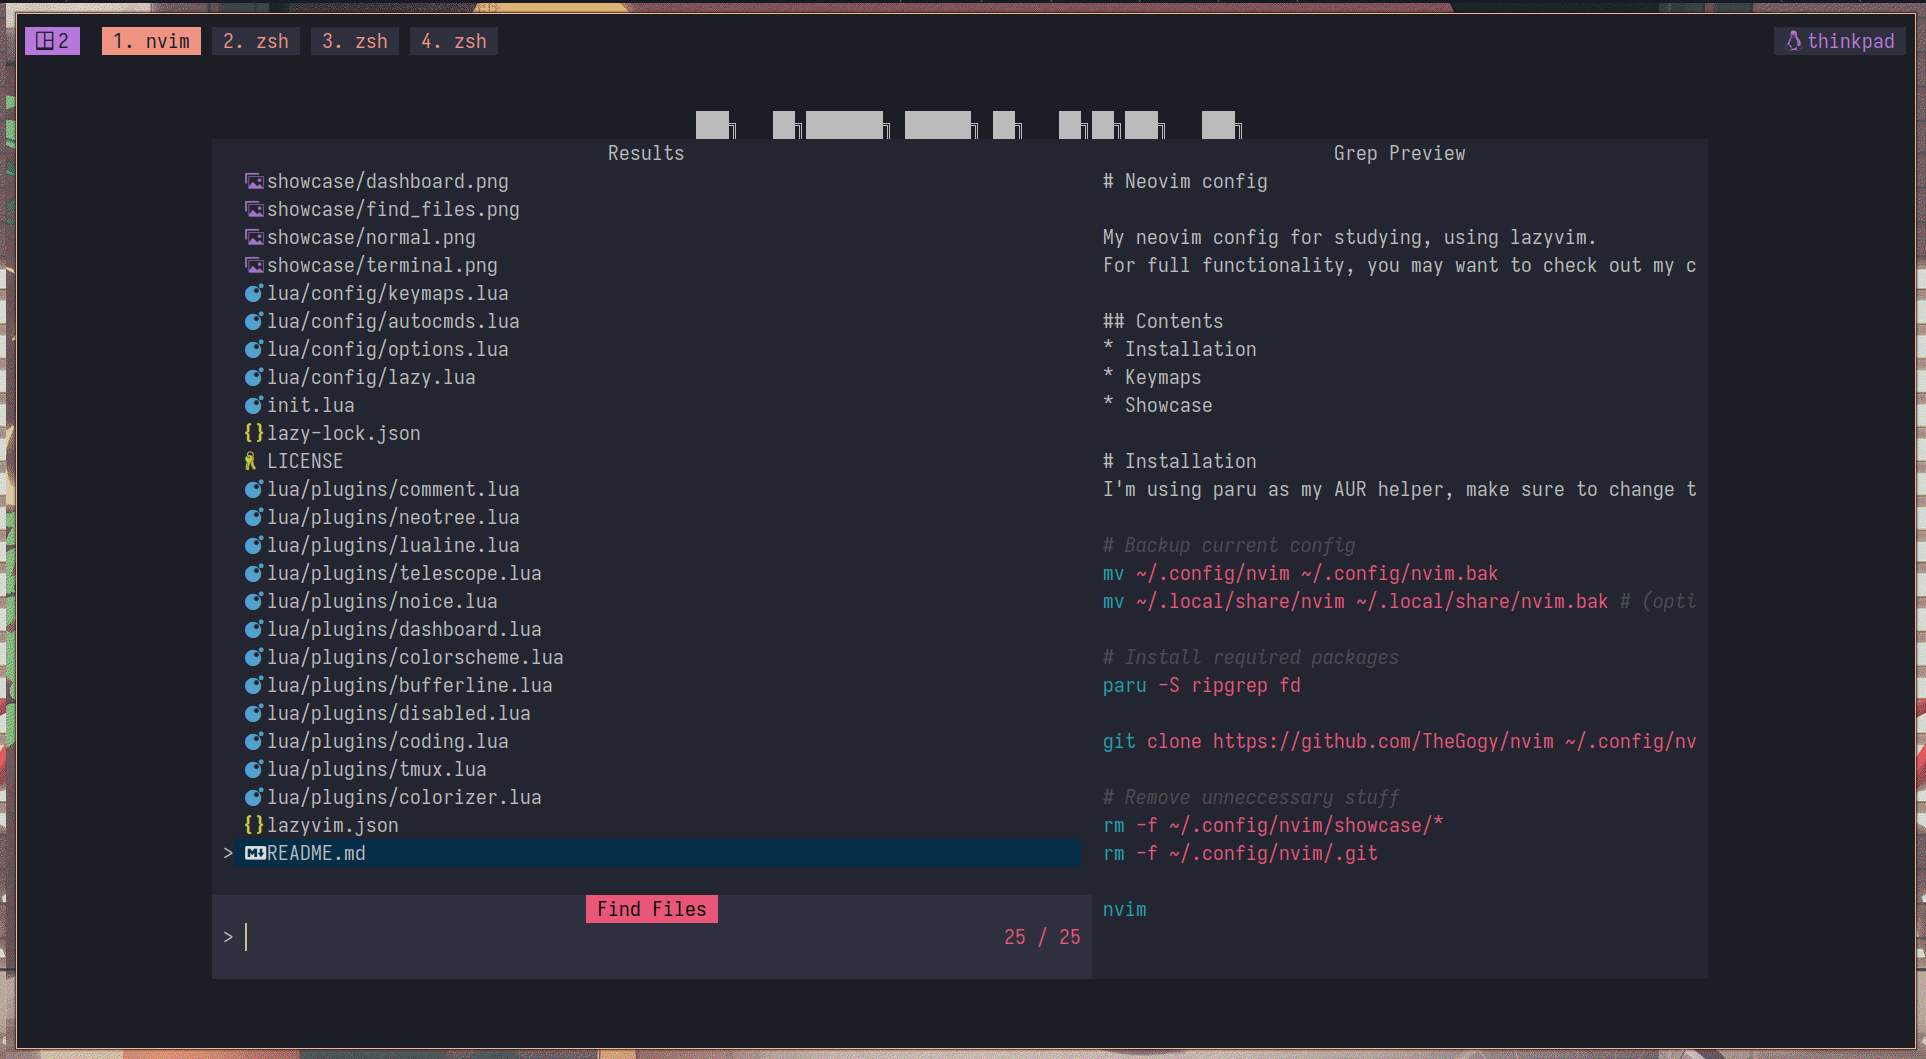 2 1. nvim 2. zsh 3. zsh 4. zsh thinkpad
Results
showcase/dashboard.png
showcase/find_files.png
showcase/normal.png
showcase/terminal.png
lua/config/keymaps.lua
lua/config/autocmds.lua
lua/config/options.lua
lua/config/lazy.lua
init.lua
{}lazy-lock.json
LICENSE
lua/plugins/comment.lua
lua/plugins/neotree.lua
lua/plugins/lualine.lua
lua/plugins/telescope.lua
lua/plugins/noice.lua
lua/plugins/dashboard.lua
lua/plugins/colorscheme.lua
lua/plugins/bufferline.lua
lua/plugins/disabled.lua
lua/plugins/coding.lua
lua/plugins/tmux.lua
lua/plugins/colorizer.lua
{}lazyvim.json
> README.md
Find Files
> 25 / 25
Grep Preview
# Neovim config
My neovim config for studying, using lazyvim.
For full functionality, you may want to check out my c
## Contents
* Installation
* Keymaps
* Showcase
# Installation
I'm using paru as my AUR helper, make sure to change t
# Backup current config
mv ~/.config/nvim ~/.config/nvim.bak
mv ~/.local/share/nvim ~/.local/share/nvim.bak # (opti
# Install required packages
paru -S ripgrep fd
git clone https://github.com/TheGogy/nvim ~/.config/nv
# Remove unneccessary stuff
rm -f ~/.config/nvim/showcase/*
rm -f ~/.config/nvim/.git
nvim